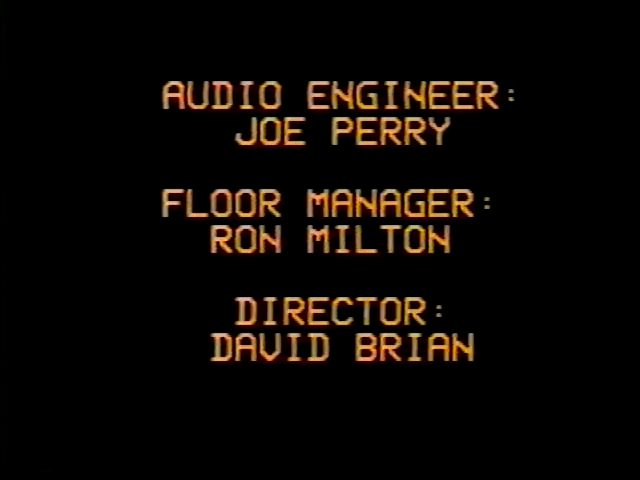 AUDIO ENGINEER:
JOE PERRY
FLOOR MANAGER:
RON MILTON
DIRECTOR:
DAVID BRIAN